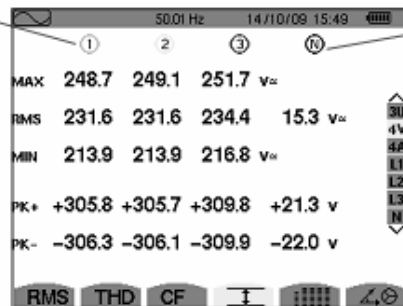 50.01 Hz 14/10/09 15:49
1 2 3 N
MAX 248.7 249.1 251.7 V≂
RMS 231.6 231.6 234.4 15.3 V≂
MIN 213.9 213.9 216.8 V≂
PK+ +305.8 +305.7 +309.8 +21.3 V
PK- -306.3 -306.1 -309.9 -22.0 V
3U
4V
4A
L1
L2
L3
N
RMS THD CF